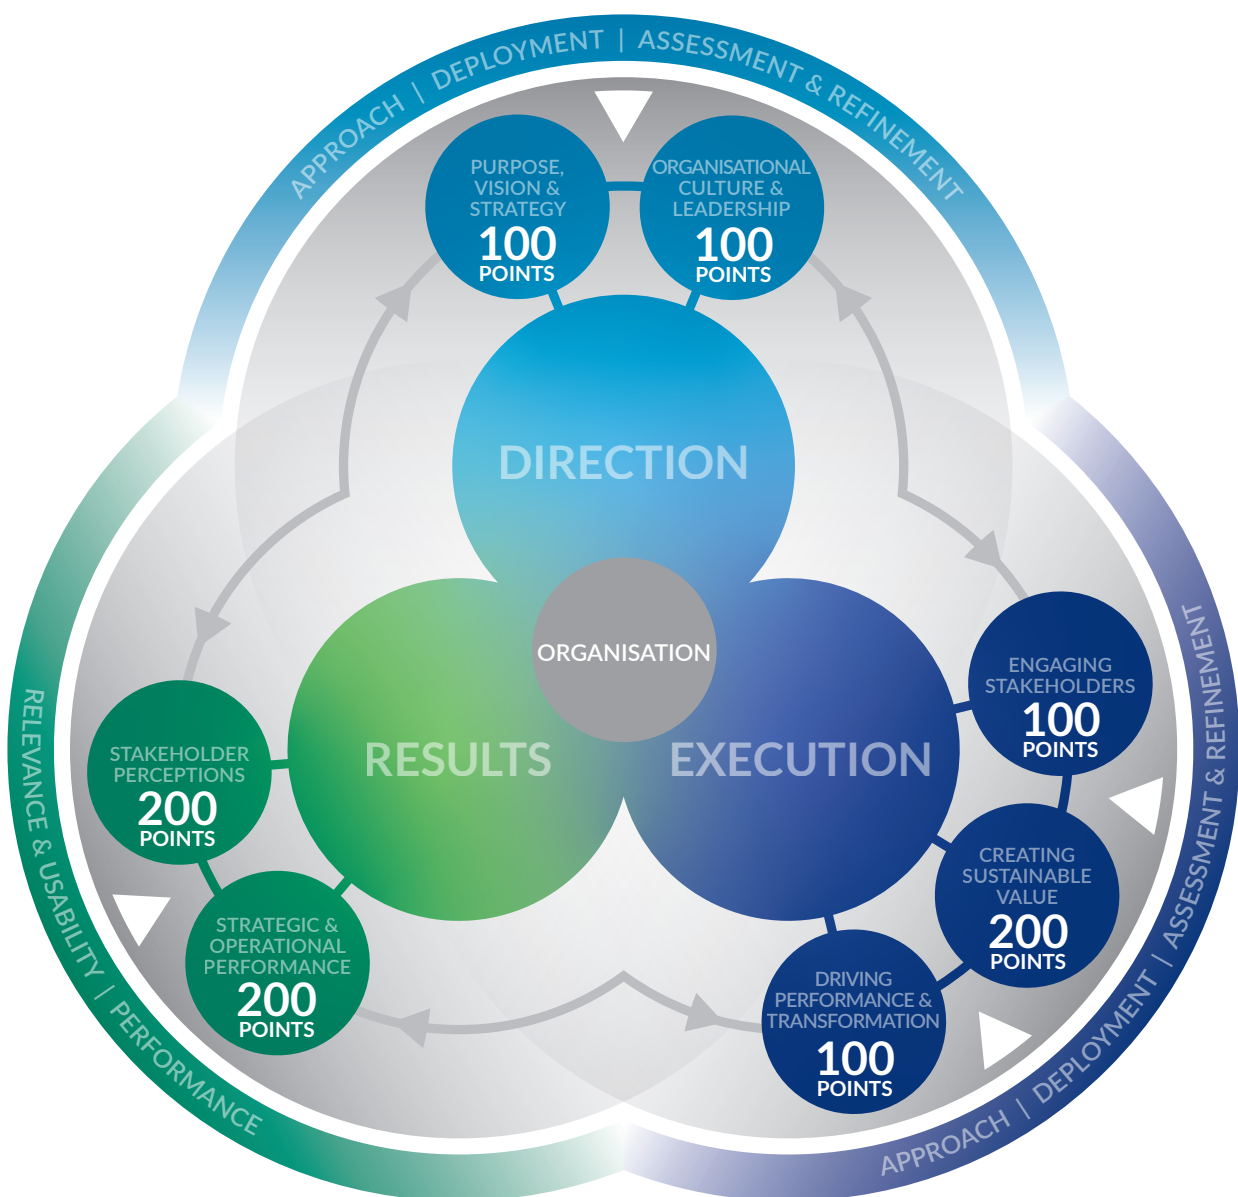 APPROACH | DEPLOYMENT | ASSESSMENT & REFINEMENT
PURPOSE,
VISION &
STRATEGY
100
POINTS
ORGANISATIONAL
CULTURE &
LEADERSHIP
100
POINTS
DIRECTION
ORGANISATION
RESULTS
EXECUTION
ENGAGING
STAKEHOLDERS
100
POINTS
CREATING
SUSTAINABLE
VALUE
200
POINTS
DRIVING
PERFORMANCE &
TRANSFORMATION
100
POINTS
APPROACH | DEPLOYMENT | ASSESSMENT & REFINEMENT
STAKEHOLDER
PERCEPTIONS
200
POINTS
STRATEGIC &
OPERATIONAL
PERFORMANCE
200
POINTS
RELEVANCE & USABILITY | PERFORMANCE